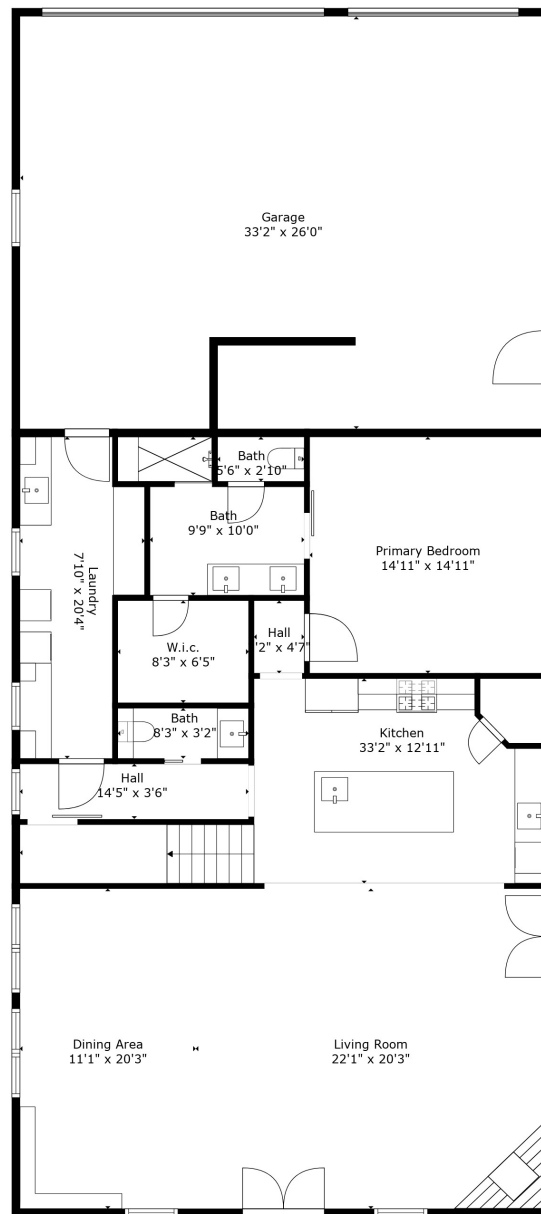 Garage
33'2" x 26'0"
Bath
5'6" x 2'10"
Bath
9'9" x 10'0"
Primary Bedroom
14'11" x 14'11"
Laundry
7'10" x 20'4"
Hall
'2" x 4'7"
W.i.c.
8'3" x 6'5"
Bath
8'3" x 3'2"
Kitchen
33'2" x 12'11"
Hall
14'5" x 3'6"
Dining Area
11'1" x 20'3"
Living Room
22'1" x 20'3"